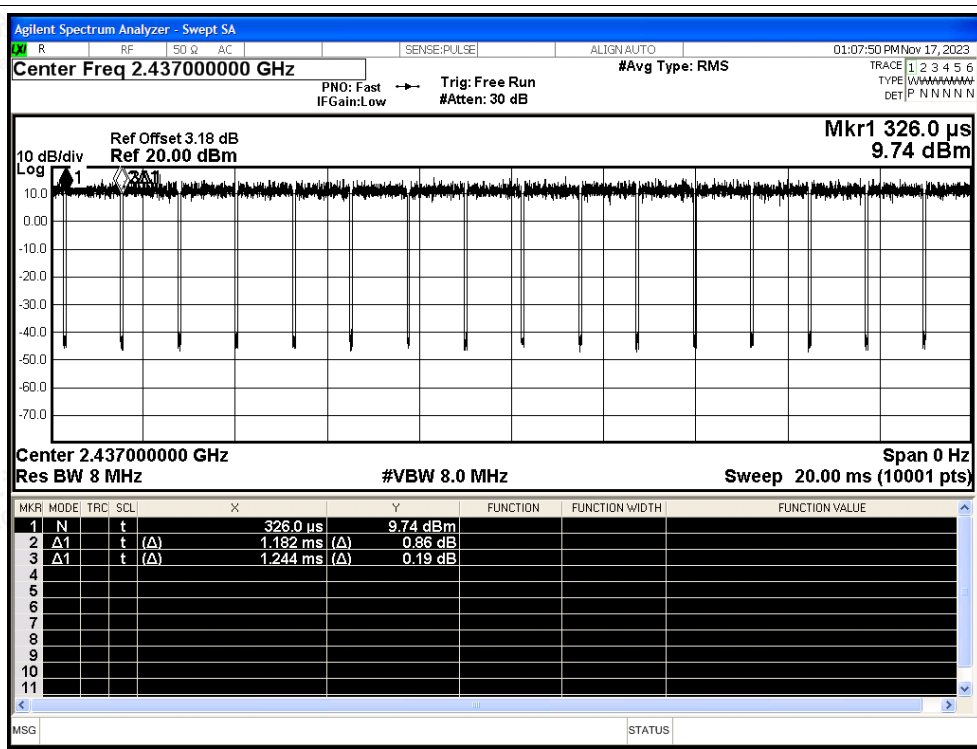 Agilent Spectrum Analyzer - Swept SA
LXI R RF 50 Ω AC SENSE:PULSE ALIGN AUTO 01:07:50 PM Nov 17, 2023
Center Freq 2.437000000 GHz #Avg Type: RMS TRACE 1 2 3 4 5 6
PNO: Fast Trig: Free Run TYPE WWWWWW
IFGain:Low #Atten: 30 dB DET P N N N N N
Mkr1 326.0 µs
9.74 dBm
Ref Offset 3.18 dB
10 dB/div Ref 20.00 dBm
Log
1 3Δ1
10.0
0.00
-10.0
-20.0
-30.0
-40.0
-50.0
-60.0
-70.0
Center 2.437000000 GHz Span 0 Hz
Res BW 8 MHz #VBW 8.0 MHz Sweep 20.00 ms (10001 pts)
MKR MODE TRC SCL X Y FUNCTION FUNCTION WIDTH FUNCTION VALUE
1 N t 326.0 µs 9.74 dBm
2 Δ1 t (Δ) 1.182 ms (Δ) 0.86 dB
3 Δ1 t (Δ) 1.244 ms (Δ) 0.19 dB
4
5
6
7
8
9
10
11
MSG STATUS